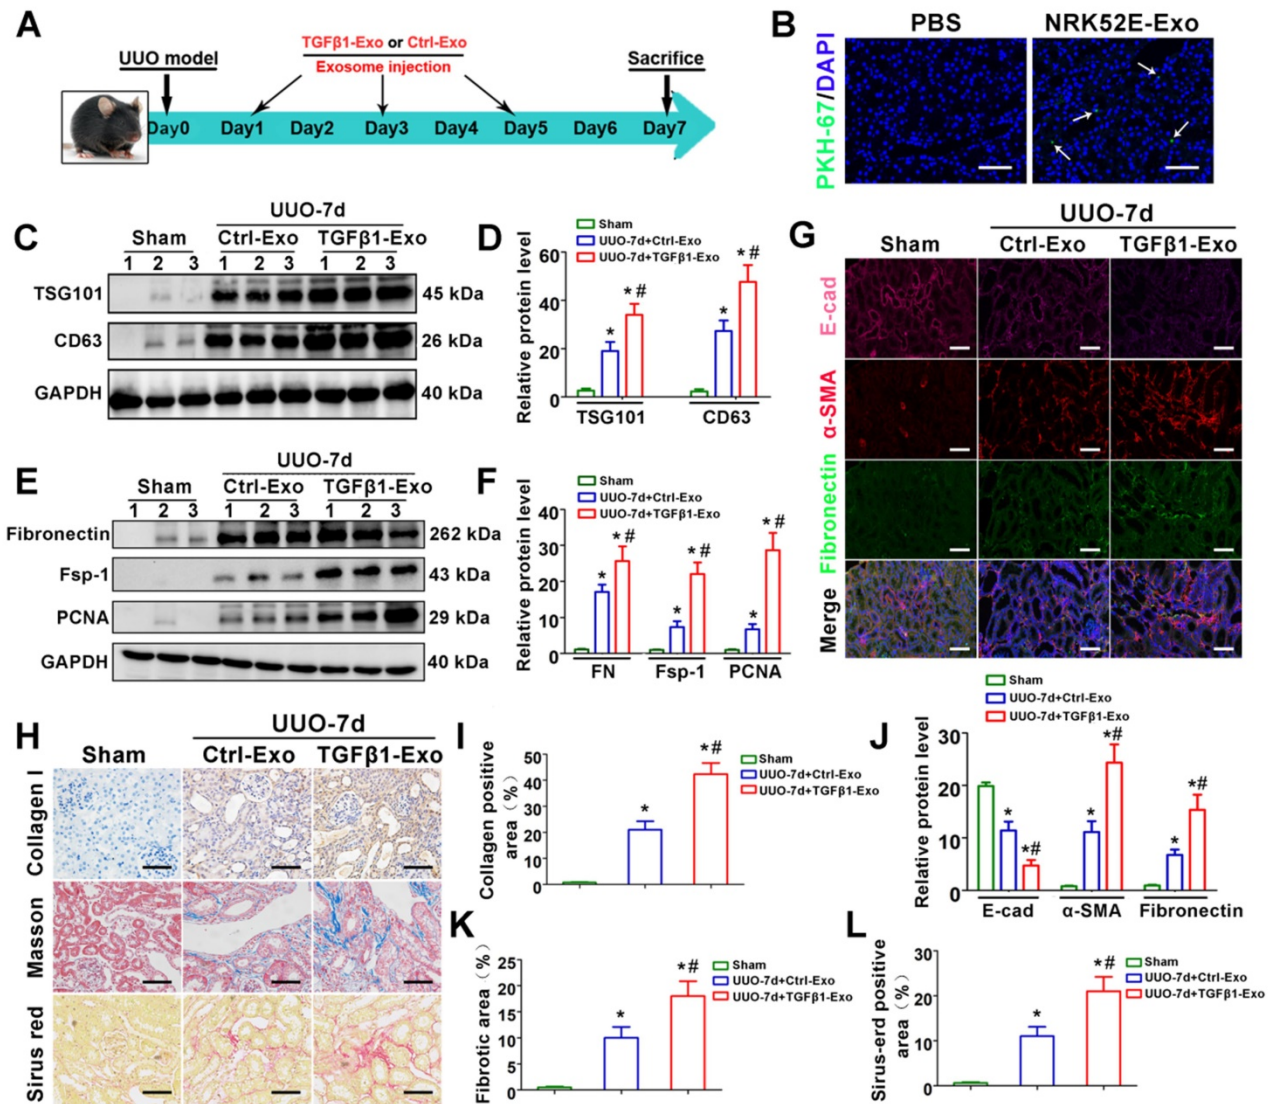 A
UUO model
TGFβ1-Exo or Ctrl-Exo
Exosome injection
Sacrifice
Day0 Day1 Day2 Day3 Day4 Day5 Day6 Day7
B
PBS NRK52E-Exo
PKH-67/DAPI
C
UUO-7d
Sham Ctrl-Exo TGFβ1-Exo
1 2 3 1 2 3 1 2 3
TSG101 45 kDa
CD63 26 kDa
GAPDH 40 kDa
D
Sham
UUO-7d+Ctrl-Exo
UUO-7d+TGFβ1-Exo
Relative protein level
60
40
20
0
* * #
* * #
TSG101 CD63
E
UUO-7d
Sham Ctrl-Exo TGFβ1-Exo
1 2 3 1 2 3 1 2 3
Fibronectin 262 kDa
Fsp-1 43 kDa
PCNA 29 kDa
GAPDH 40 kDa
F
Sham
UUO-7d+Ctrl-Exo
UUO-7d+TGFβ1-Exo
Relative protein level
40
30
20
10
0
* * #
* * #
* * #
FN Fsp-1 PCNA
G
UUO-7d
Sham Ctrl-Exo TGFβ1-Exo
E-cad
α-SMA
Fibronectin
Merge
H
UUO-7d
Sham Ctrl-Exo TGFβ1-Exo
Collagen I
Masson
Sirus red
I
Collagen positive
area（%）
50
40
30
20
10
0
* *#
Sham
UUO-7d+Ctrl-Exo
UUO-7d+TGFβ1-Exo
J
Sham
UUO-7d+Ctrl-Exo
UUO-7d+TGFβ1-Exo
Relative protein level
30
20
10
0
* *#
* *#
* *#
E-cad α-SMA Fibronectin
K
Fibrotic area（%）
25
20
15
10
5
0
* *#
Sham
UUO-7d+Ctrl-Exo
UUO-7d+TGFβ1-Exo
L
Sirus-erd positive
area（%）
30
20
10
0
* *#
Sham
UUO-7d+Ctrl-Exo
UUO-7d+TGFβ1-Exo